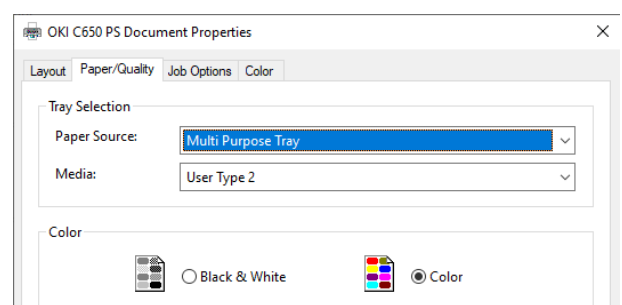 OKI C650 PS Document Properties
Layout Paper/Quality Job Options Color
Tray Selection
Paper Source: Multi Purpose Tray
Media: User Type 2
Color
Black & White Color